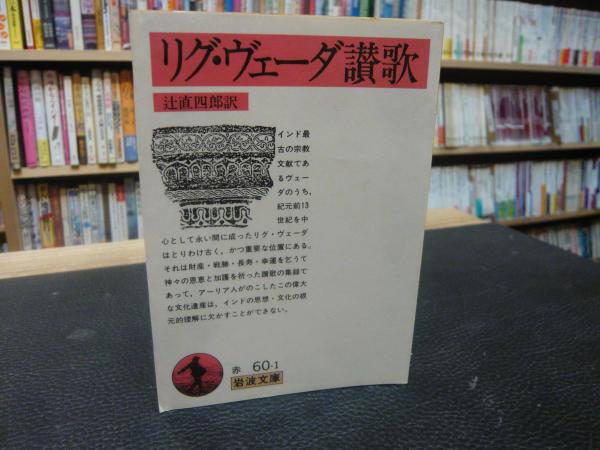 リグ・ヴェーダ讃歌
辻直四郎訳
インド最
古の宗教
文献であ
るヴェー
ダのうち,
紀元前13
世紀を中
心として永い間に成ったリグ・ヴェーダ
はとりわけ古く,かつ重要な位置にある。
それは財産・戦勝・長寿・幸運を乞うて
神々の恩恵と加護を祈った讃歌の集録で
あって,アーリア人がのこしたこの偉大
な文化遺産は,インドの思想・文化の根
元的理解に欠かすことができない。
赤 60-1
岩波文庫